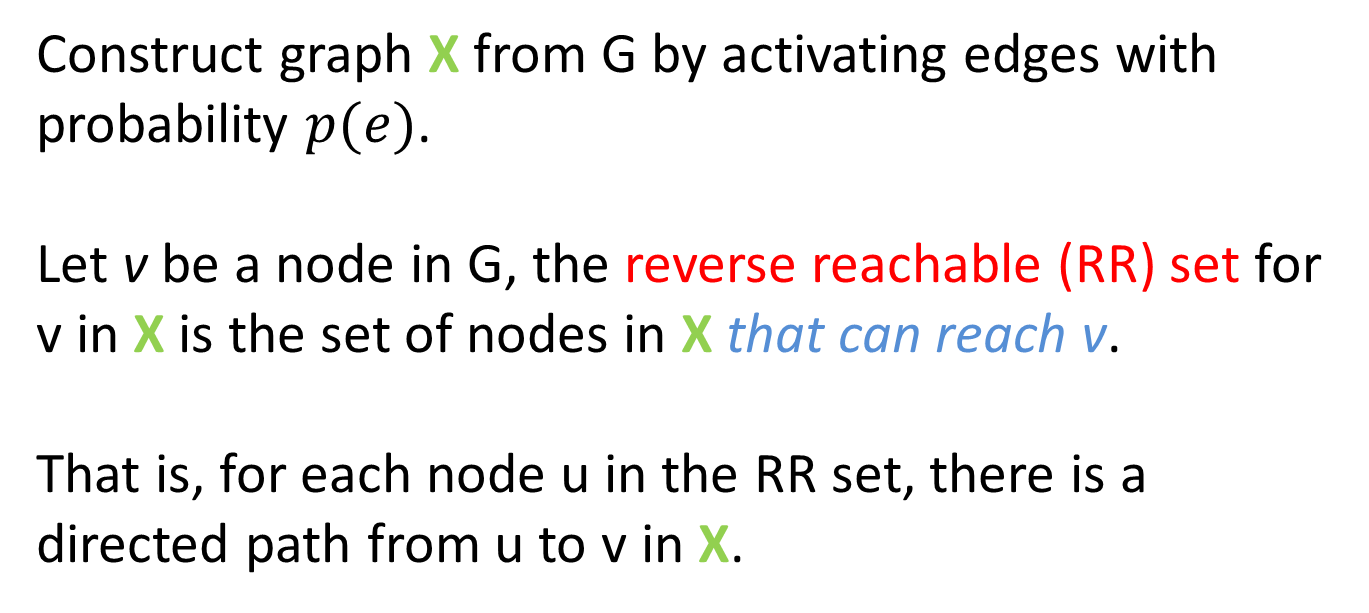 Construct graph X from G by activating edges with
probability p(e).
Let v be a node in G, the reverse reachable (RR) set for
v in X is the set of nodes in X that can reach v.
That is, for each node u in the RR set, there is a
directed path from u to v in X.